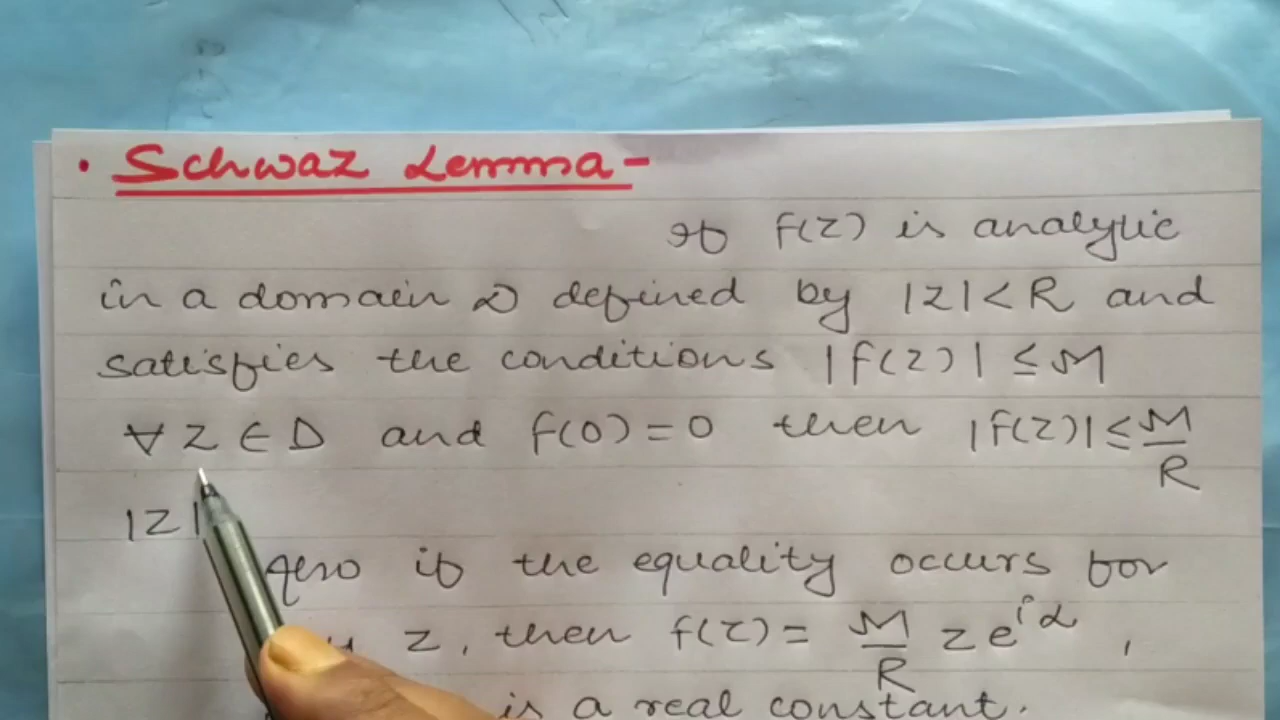 • Schwaz Lemma -
If f(z) is analytic
in a domain D defined by |z| < R and
satisfies the conditions |f(z)| ≤ M
∀ z ∈ D and f(0) = 0 then |f(z)| ≤ M/R
|z|
if the equality occurs for
z, then f(z) = M/R z e^{iα} ,
is a real constant.